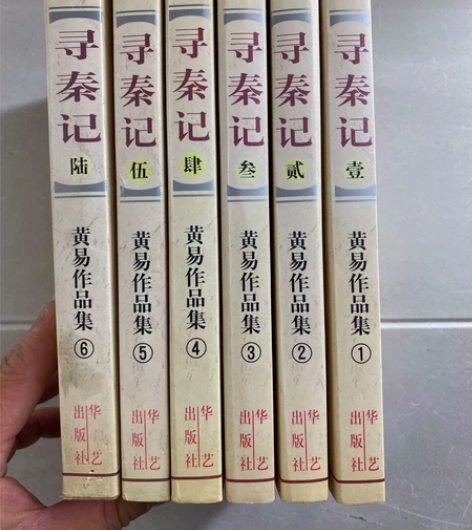 寻秦记
陆
黄易作品集
⑥
华艺
出版社
寻秦记
伍
黄易作品集
⑤
华艺
出版社
寻秦记
肆
黄易作品集
④
华艺
出版社
寻秦记
叁
黄易作品集
③
华艺
出版社
寻秦记
贰
黄易作品集
②
华艺
出版社
寻秦记
壹
黄易作品集
①
华艺
出版社